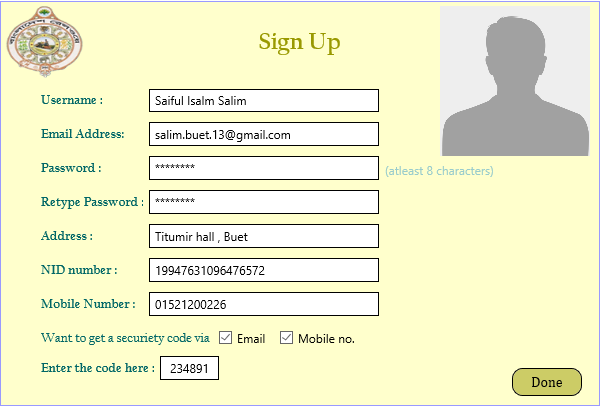 Sign Up
Username : Saiful Isalm Salim
Email Address: salim.buet.13@gmail.com
Password : ******** (atleast 8 characters)
Retype Password : ********
Address : Titumir hall , Buet
NID number : 19947631096476572
Mobile Number : 01521200226
Want to get a securiety code via Email Mobile no.
Enter the code here : 234891
Done